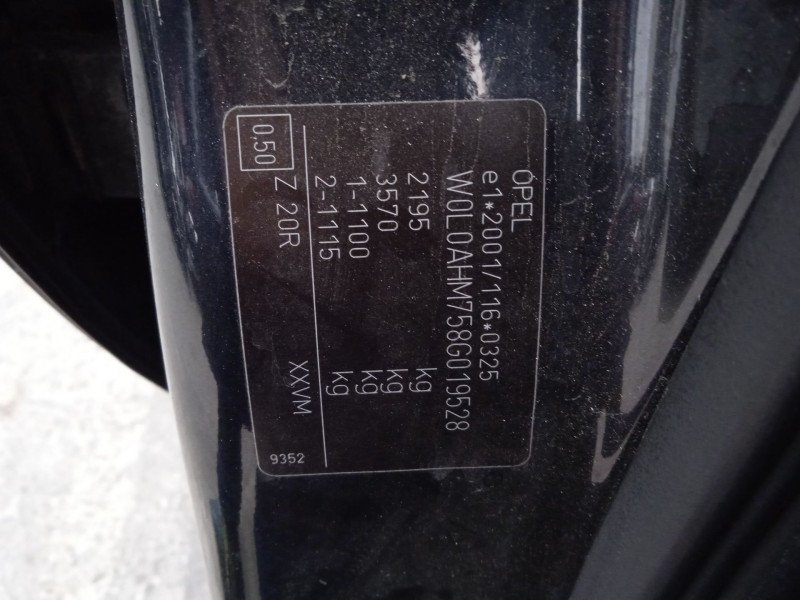 OPEL
e1*2001/116*0325
W0L0AHM758G019528
2195 kg
3570 kg
1-1100 kg
2-1115 kg
0.50 Z 20R XXVM
9352